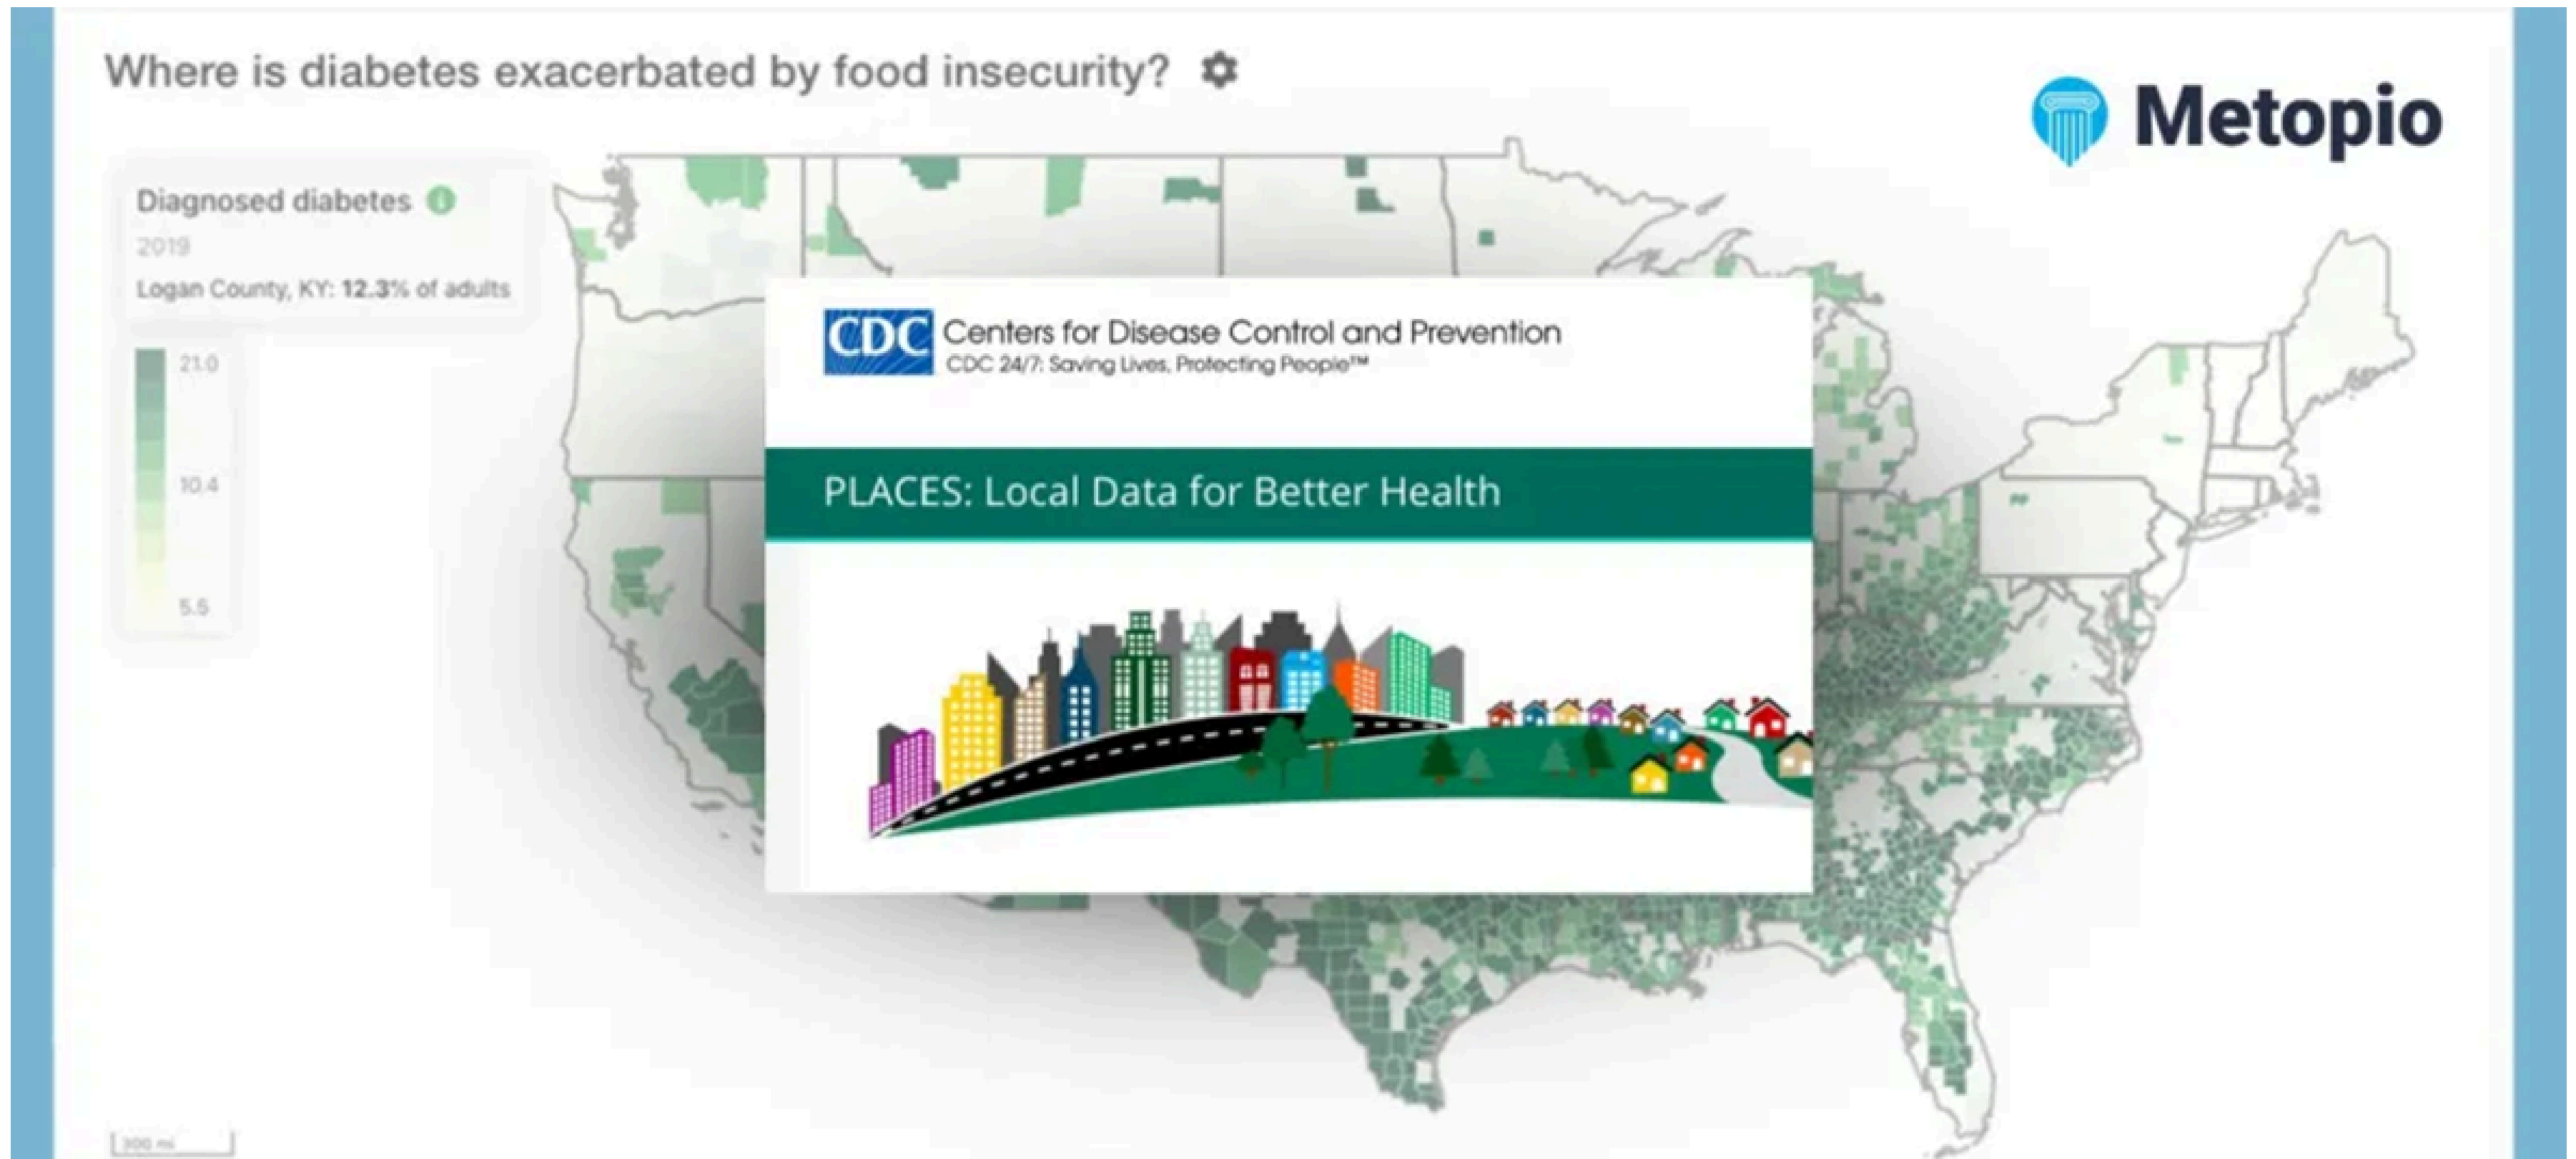 Where is diabetes exacerbated by food insecurity?
Metopio
Diagnosed diabetes i
2019
Logan County, KY: 12.3% of adults
21.0
10.4
5.5
CDC
Centers for Disease Control and Prevention
CDC 24/7: Saving Lives, Protecting People™
PLACES: Local Data for Better Health
300 mi